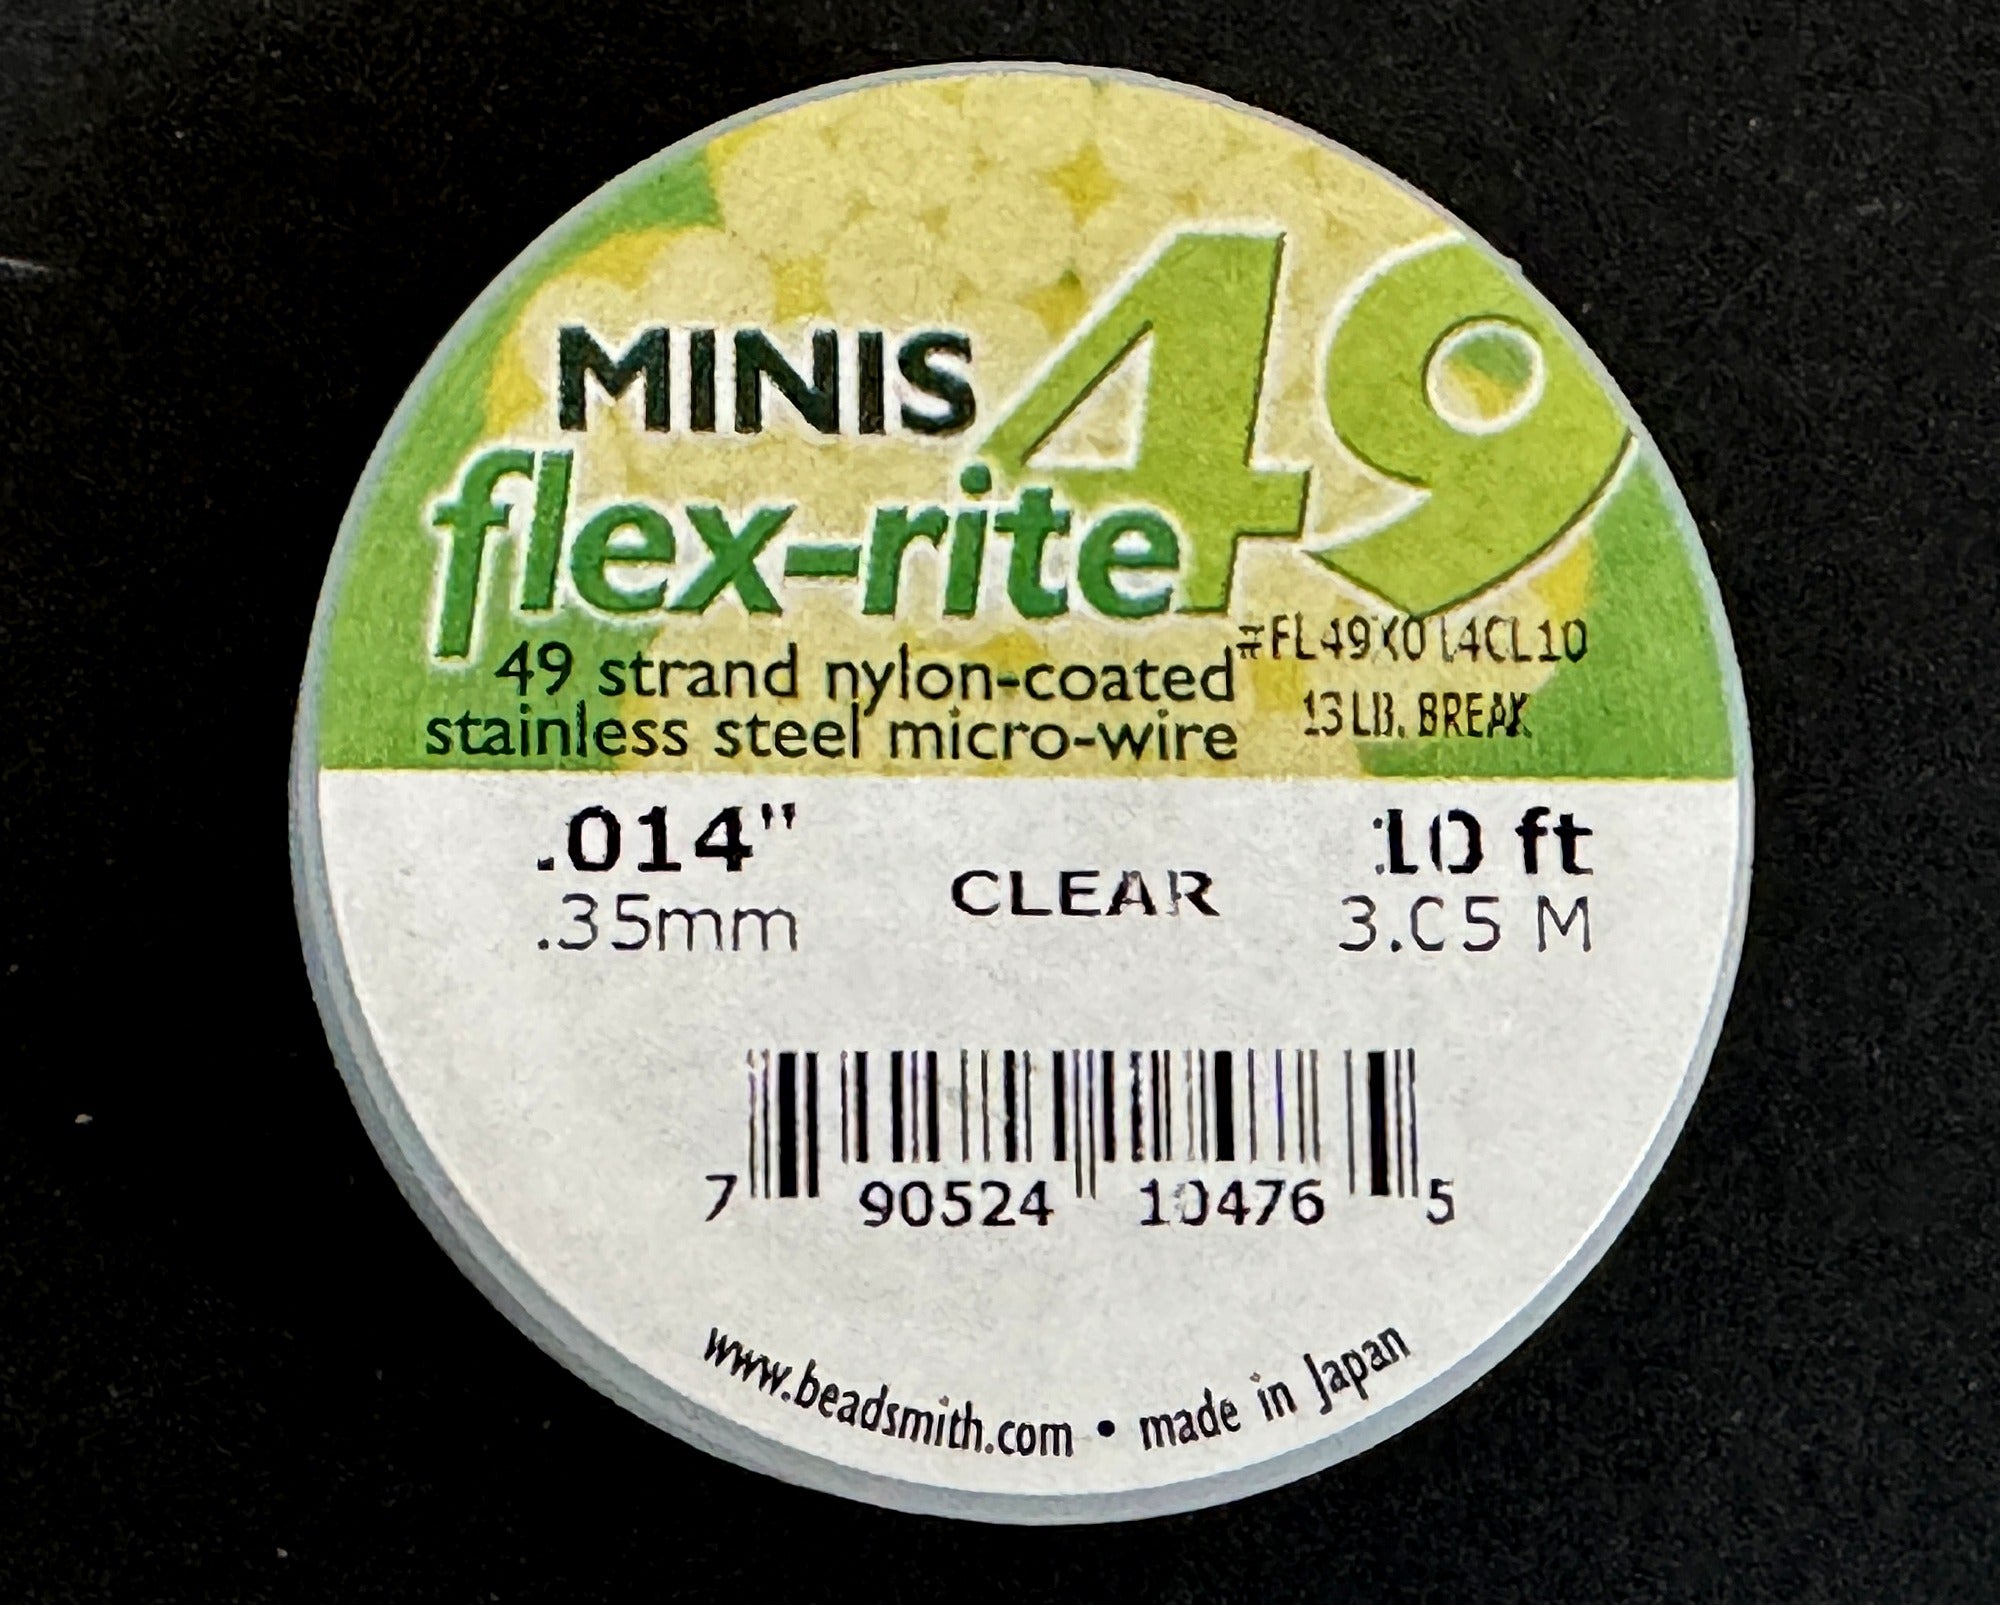 MINIS
flex-rite 49
49 strand nylon-coated
stainless steel micro-wire
#FL49X014CL10
13 LB. BREAK
.014"
.35mm
CLEAR
10 ft
3.05 M
7 90524 10476 5
www.beadsmith.com • made in Japan